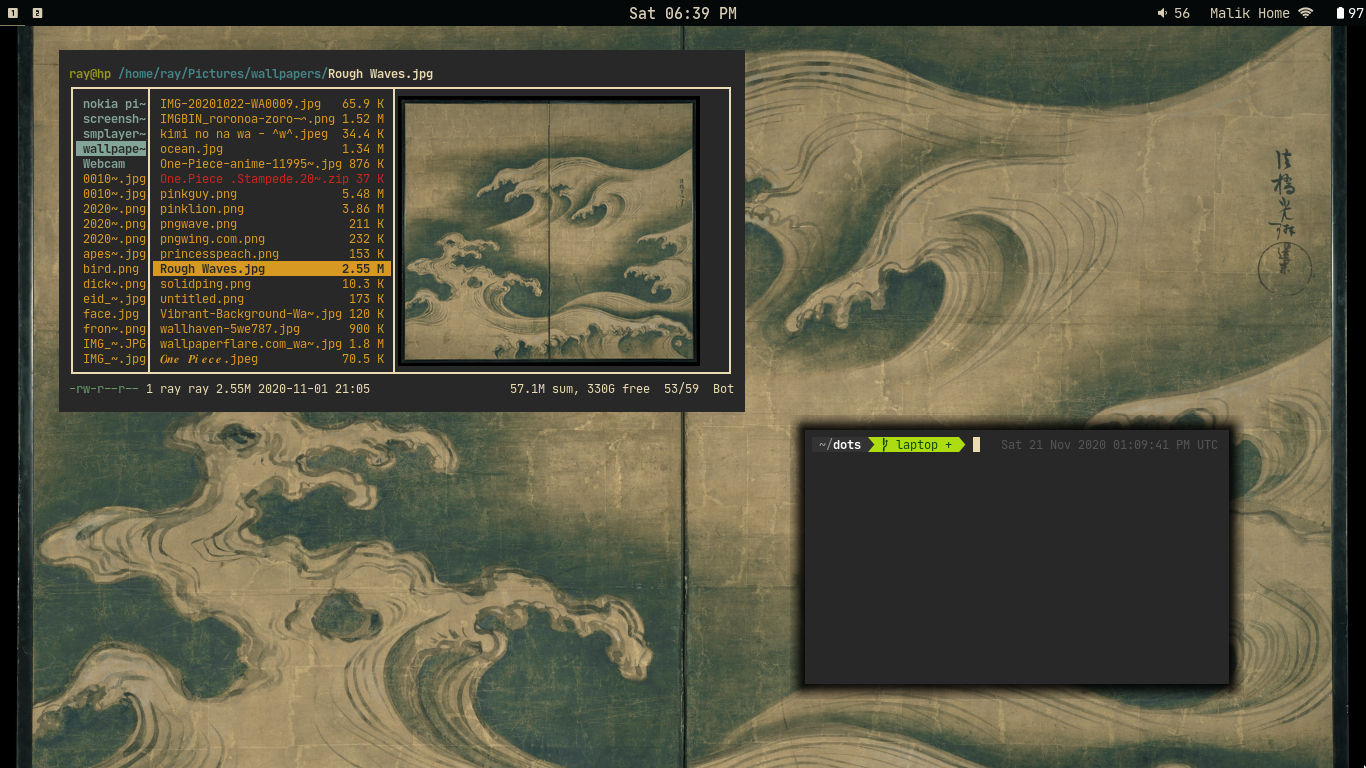 1 2 Sat 06:39 PM 56 Malik Home 97
ray@hp /home/ray/Pictures/wallpapers/Rough Waves.jpg
nokia pi~ IMG-20201022-WA0009.jpg 65.9 K
screensh~ IMGBIN_roronoa-zoro-~.png 1.52 M
smplayer~ kimi no na wa - ^w^.jpeg 34.4 K
wallpape~ ocean.jpg 1.34 M
Webcam One-Piece-anime-11995~.jpg 876 K
0010~.jpg One.Piece .Stampede.20~.zip 37 K
0010~.jpg pinkguy.png 5.48 M
2020~.png pinklion.png 3.86 M
2020~.png pngwave.png 211 K
2020~.png pngwing.com.png 232 K
apes~.jpg princesspeach.png 153 K
bird.png Rough Waves.jpg 2.55 M
dick~.png solidping.png 10.3 K
eid_~.jpg untitled.png 173 K
face.jpg Vibrant-Background-Wa~.jpg 120 K
fron~.png wallhaven-5we787.jpg 900 K
IMG_~.JPG wallpaperflare.com_wa~.jpg 1.8 M
IMG_~.jpg 𝑶𝒏𝒆 𝑷𝒊𝒆𝒄𝒆.jpeg 70.5 K
-rw-r--r-- 1 ray ray 2.55M 2020-11-01 21:05 57.1M sum, 330G free 53/59 Bot
~/dots laptop + Sat 21 Nov 2020 01:09:41 PM UTC